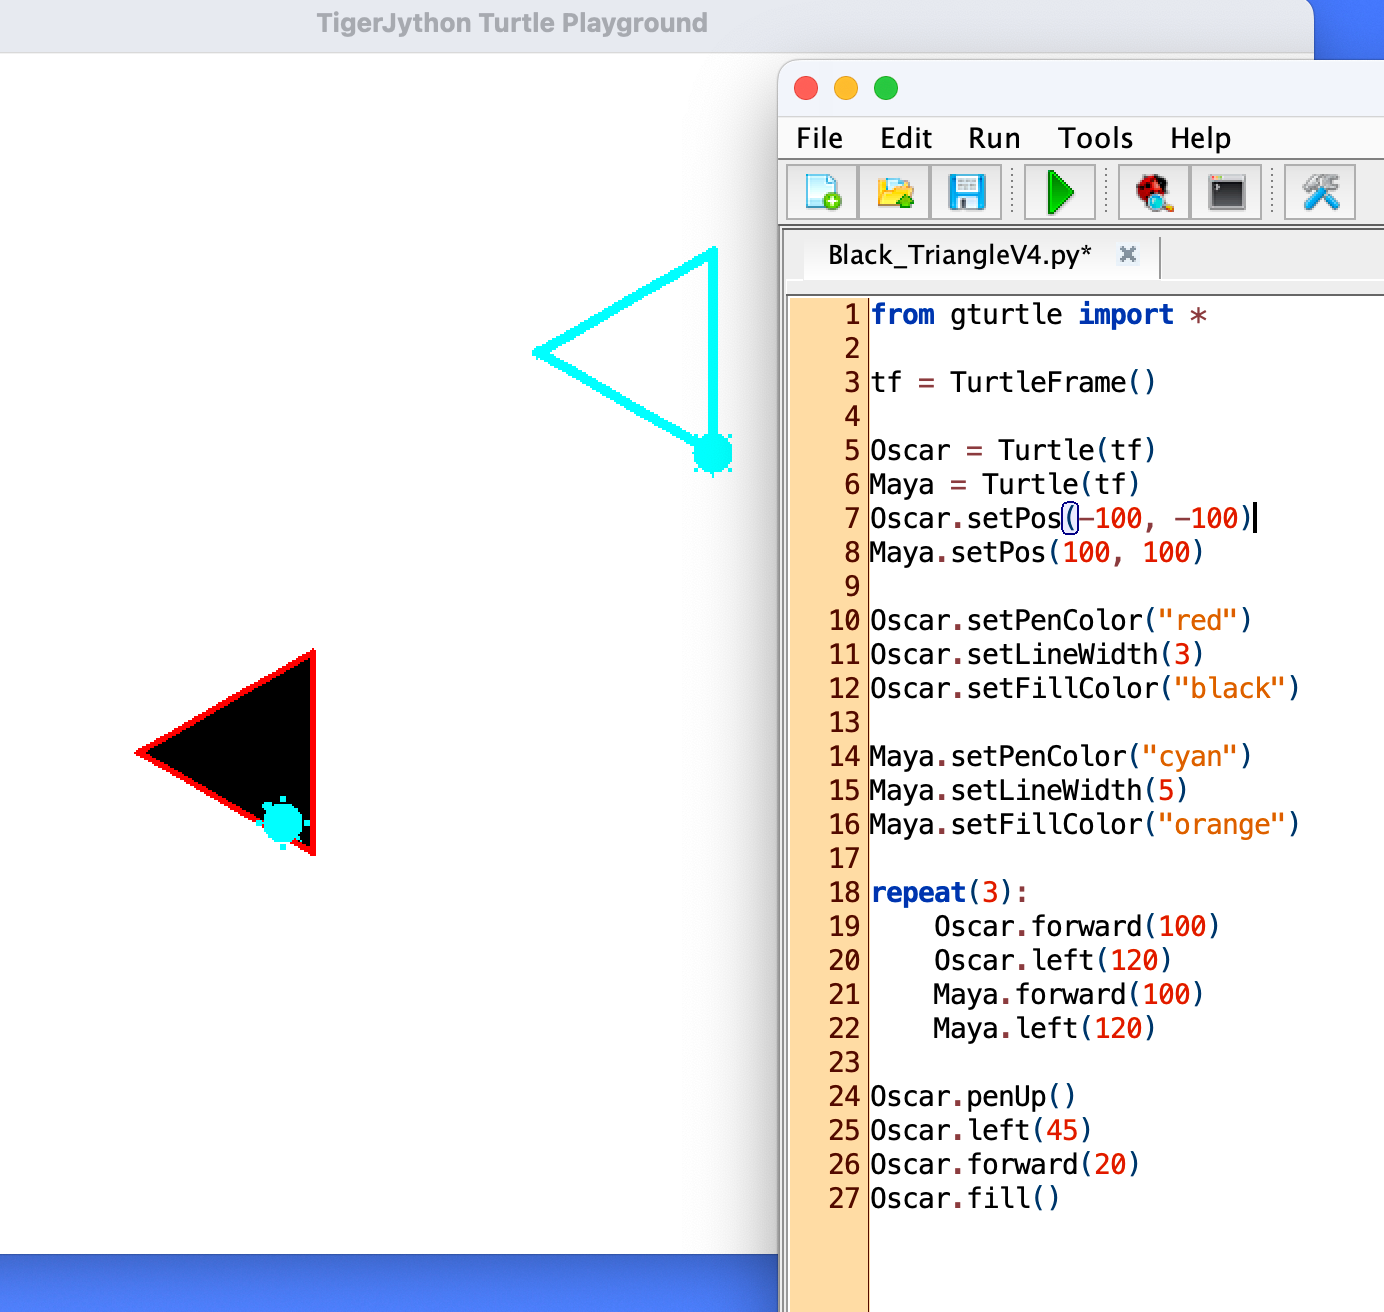 TigerJython Turtle Playground
File Edit Run Tools Help
Black_TriangleV4.py*
1 from gturtle import *
2
3 tf = TurtleFrame()
4
5 Oscar = Turtle(tf)
6 Maya = Turtle(tf)
7 Oscar.setPos(-100, -100)
8 Maya.setPos(100, 100)
9
10 Oscar.setPenColor("red")
11 Oscar.setLineWidth(3)
12 Oscar.setFillColor("black")
13
14 Maya.setPenColor("cyan")
15 Maya.setLineWidth(5)
16 Maya.setFillColor("orange")
17
18 repeat(3):
19     Oscar.forward(100)
20     Oscar.left(120)
21     Maya.forward(100)
22     Maya.left(120)
23
24 Oscar.penUp()
25 Oscar.left(45)
26 Oscar.forward(20)
27 Oscar.fill()